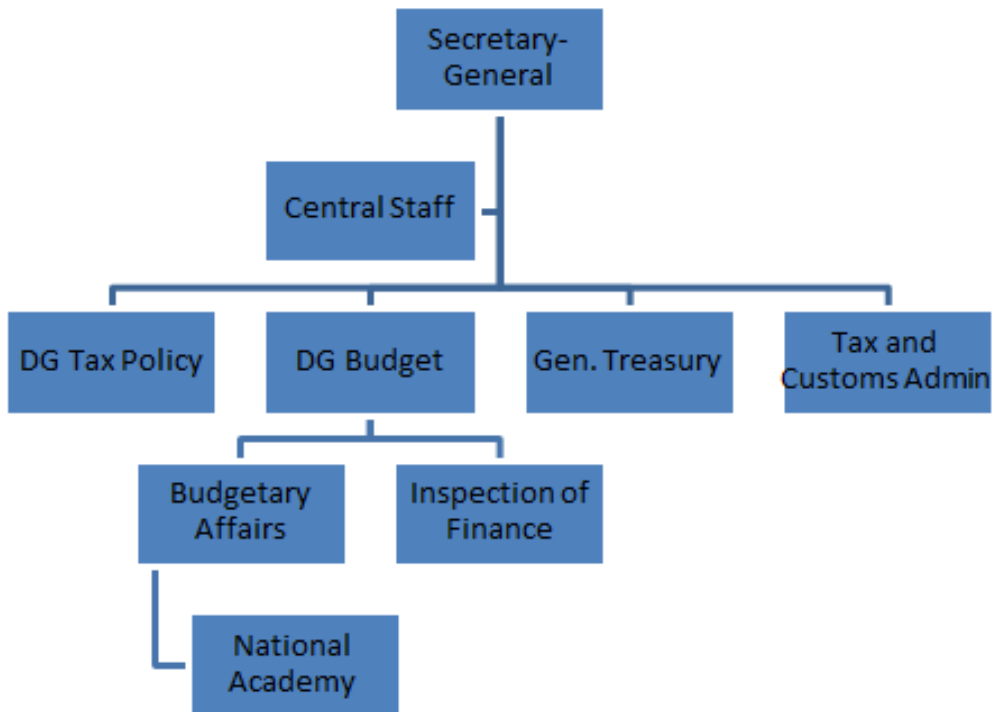 Secretary-
General
Central Staff
DG Tax Policy
DG Budget
Gen. Treasury
Tax and
Customs Admin
Budgetary
Affairs
Inspection of
Finance
National
Academy